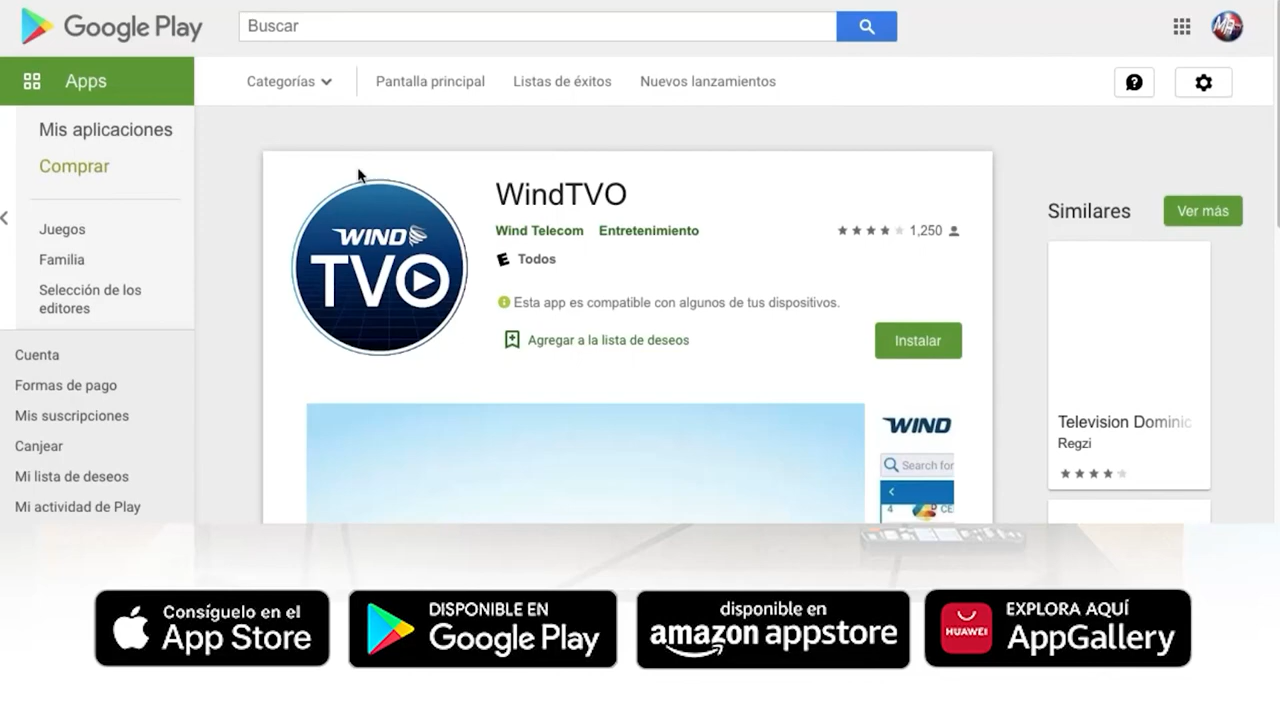 Google Play
Buscar
MA
Apps
Categorías
Pantalla principal
Listas de éxitos
Nuevos lanzamientos
Mis aplicaciones
Comprar
Juegos
Familia
Selección de los
editores
Cuenta
Formas de pago
Mis suscripciones
Canjear
Mi lista de deseos
Mi actividad de Play
WIND
TVO
WindTVO
Wind Telecom
Entretenimiento
1,250
E Todos
Esta app es compatible con algunos de tus dispositivos.
Agregar a la lista de deseos
Instalar
WIND
Search for
4 CE
Similares
Ver más
Television Dominic
Regzi
Consíguelo en el
App Store
DISPONIBLE EN
Google Play
disponible en
amazon appstore
HUAWEI
EXPLORA AQUÍ
AppGallery